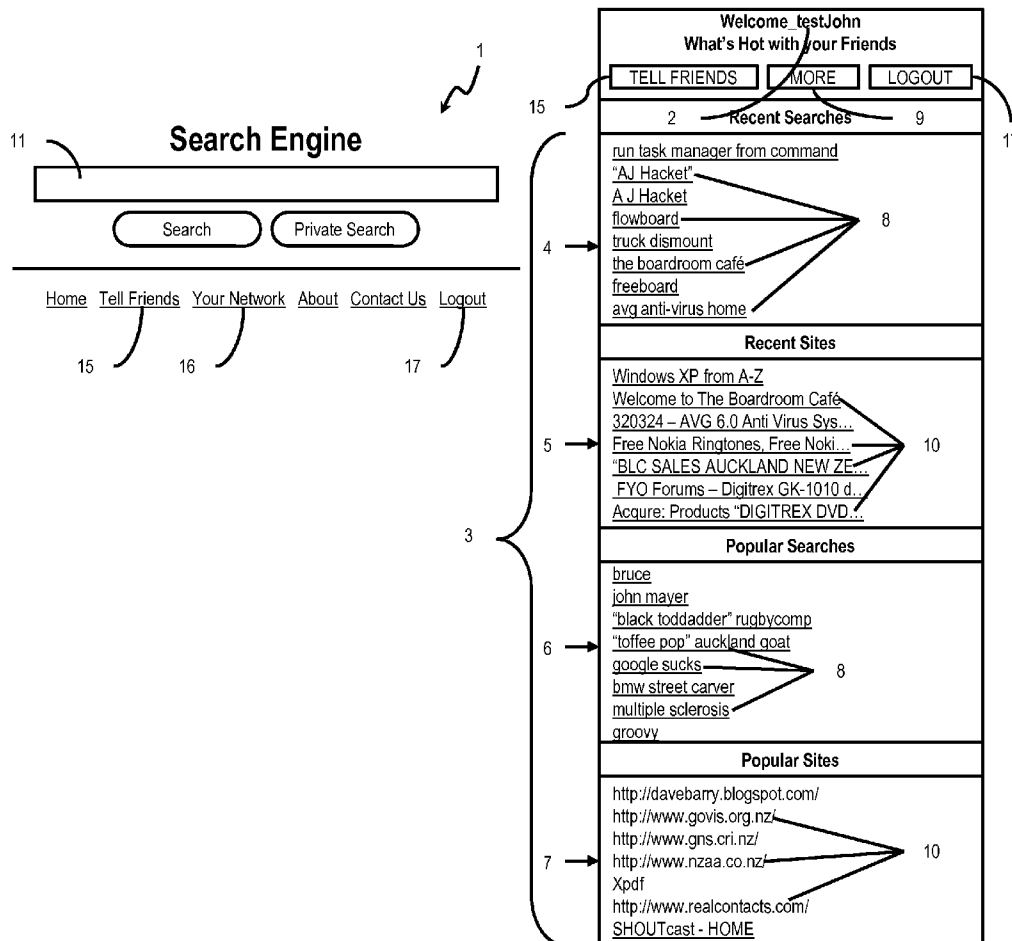 1
Search Engine
11
Search
Private Search
Home Tell Friends Your Network About Contact Us Logout
15
16
17
Welcome_testJohn
What's Hot with your Friends
TELL FRIENDS
MORE
LOGOUT
15
2
Recent Searches
9
3
4
run task manager from command
"AJ Hacket"
A J Hacket
flowboard
truck dismount
the boardroom café
freeboard
avg anti-virus home
8
Recent Sites
5
Windows XP from A-Z
Welcome to The Boardroom Café
320324 – AVG 6.0 Anti Virus Sys…
Free Nokia Ringtones, Free Noki…
"BLC SALES AUCKLAND NEW ZE…
FYO Forums – Digitrex GK-1010 d…
Acqure: Products "DIGITREX DVD…
10
Popular Searches
6
bruce
john mayer
"black toddadder" rugbycomp
"toffee pop" auckland goat
google sucks
bmw street carver
multiple sclerosis
groovy
8
Popular Sites
7
http://davebarry.blogspot.com/
http://www.govis.org.nz/
http://www.gns.cri.nz/
http://www.nzaa.co.nz/
Xpdf
http://www.realcontacts.com/
SHOUTcast - HOME
10